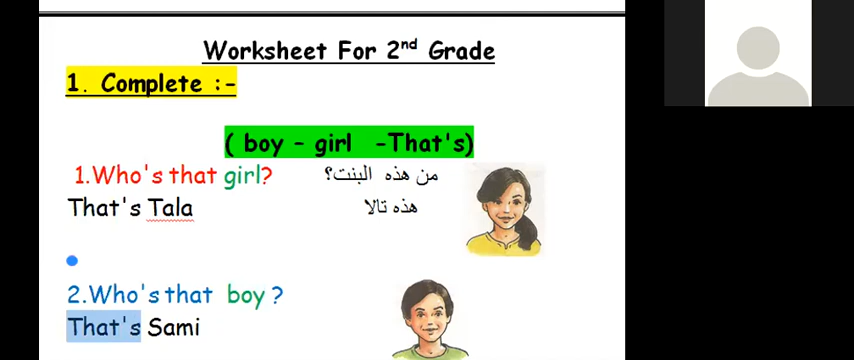 Worksheet For 2nd Grade
1. Complete :-
( boy - girl -That's)
1.Who's that girl? من هذه البنت؟
That's Tala هذه تالا
2.Who's that boy ?
That's Sami